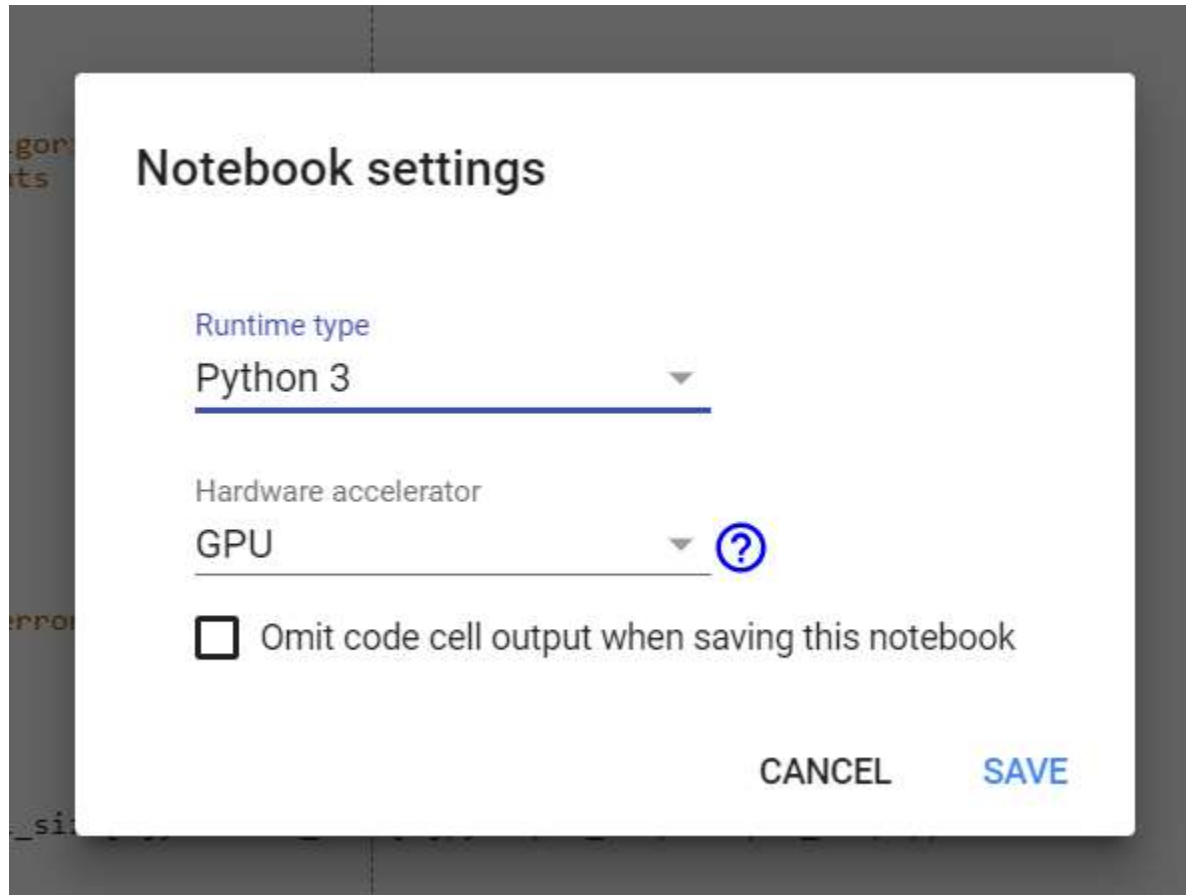 Notebook settings
Runtime type
Python 3
Hardware accelerator
GPU
Omit code cell output when saving this notebook
CANCEL
SAVE